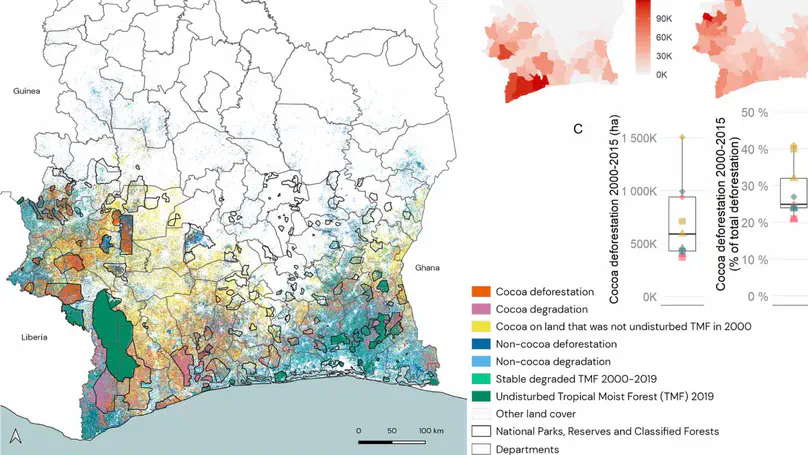 Guinea
Ghana
Liberia
0 50 100 km
90K
60K
30K
0K
C
Cocoa deforestation 2000-2015 (ha)
1 500K
1 000K
500K
0K
Cocoa deforestation 2000-2015
(% of total deforestation)
50 %
40 %
30 %
20 %
10 %
0 %
Cocoa deforestation
Cocoa degradation
Cocoa on land that was not undisturbed TMF in 2000
Non-cocoa deforestation
Non-cocoa degradation
Stable degraded TMF 2000-2019
Undisturbed Tropical Moist Forest (TMF) 2019
Other land cover
National Parks, Reserves and Classified Forests
Departments